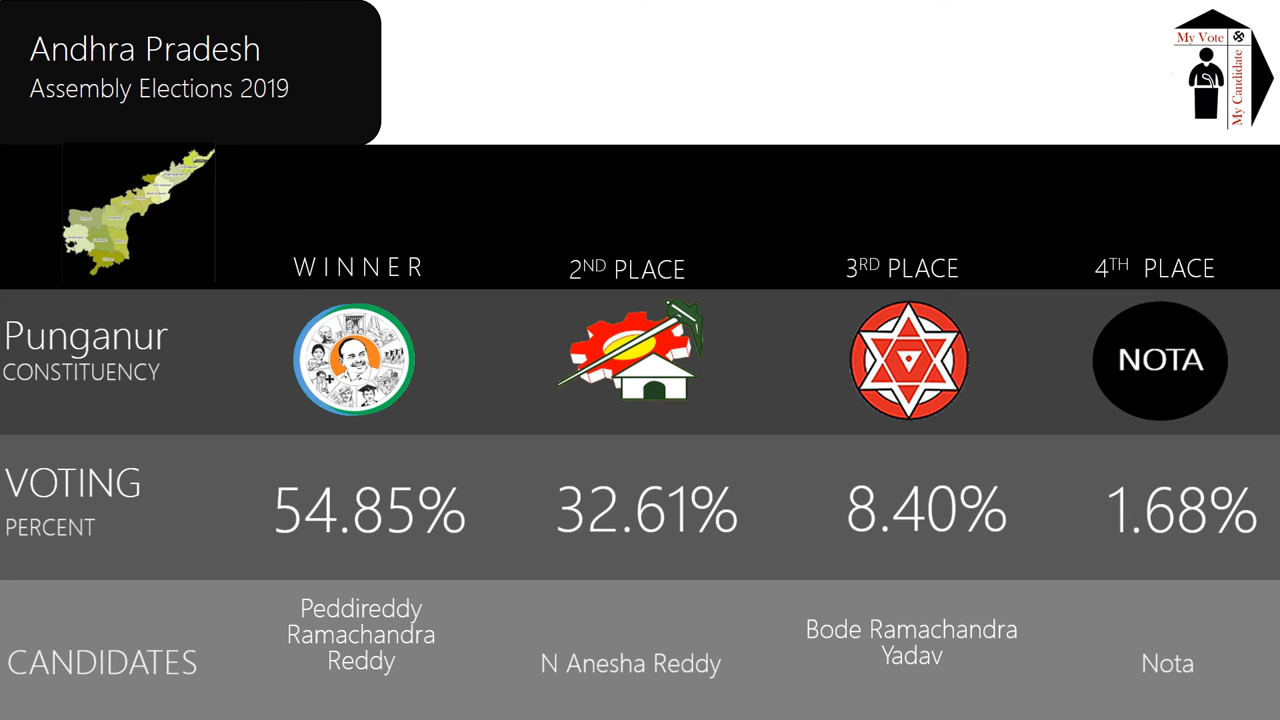 Andhra Pradesh
Assembly Elections 2019
My Vote
My Candidate
WINNER
2ND PLACE
3RD PLACE
4TH PLACE
Punganur
CONSTITUENCY
NOTA
VOTING
PERCENT
54.85%
32.61%
8.40%
1.68%
CANDIDATES
Peddireddy
Ramachandra
Reddy
N Anesha Reddy
Bode Ramachandra
Yadav
Nota